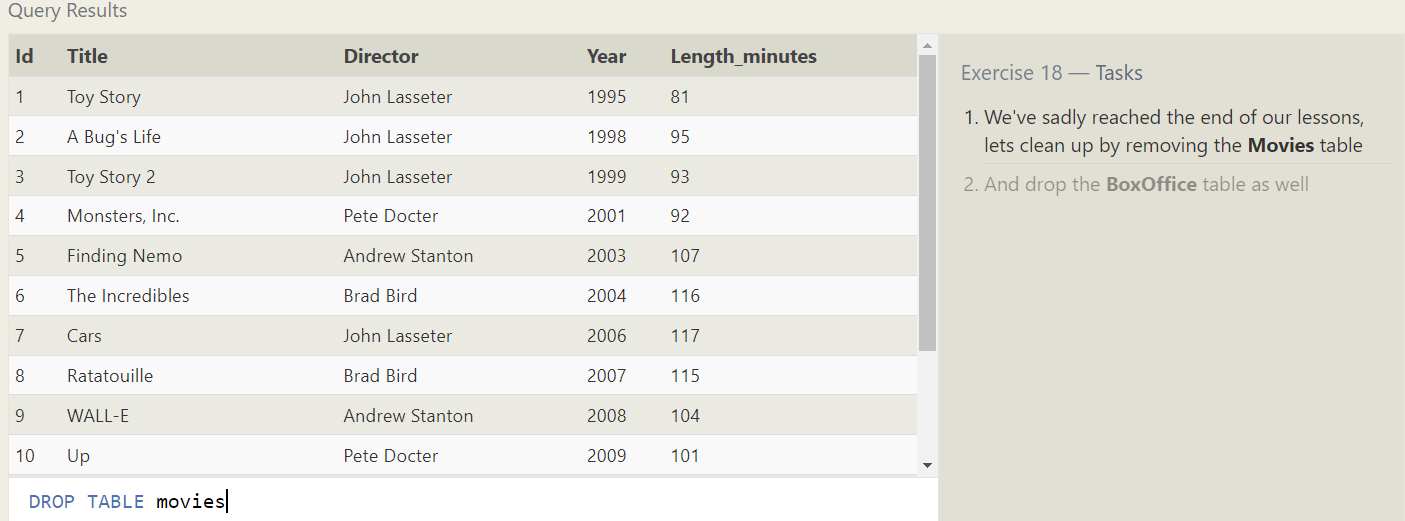 Query Results
Id Title Director Year Length_minutes
1 Toy Story John Lasseter 1995 81
2 A Bug's Life John Lasseter 1998 95
3 Toy Story 2 John Lasseter 1999 93
4 Monsters, Inc. Pete Docter 2001 92
5 Finding Nemo Andrew Stanton 2003 107
6 The Incredibles Brad Bird 2004 116
7 Cars John Lasseter 2006 117
8 Ratatouille Brad Bird 2007 115
9 WALL-E Andrew Stanton 2008 104
10 Up Pete Docter 2009 101
DROP TABLE movies
Exercise 18 — Tasks
1. We've sadly reached the end of our lessons,
lets clean up by removing the Movies table
2. And drop the BoxOffice table as well